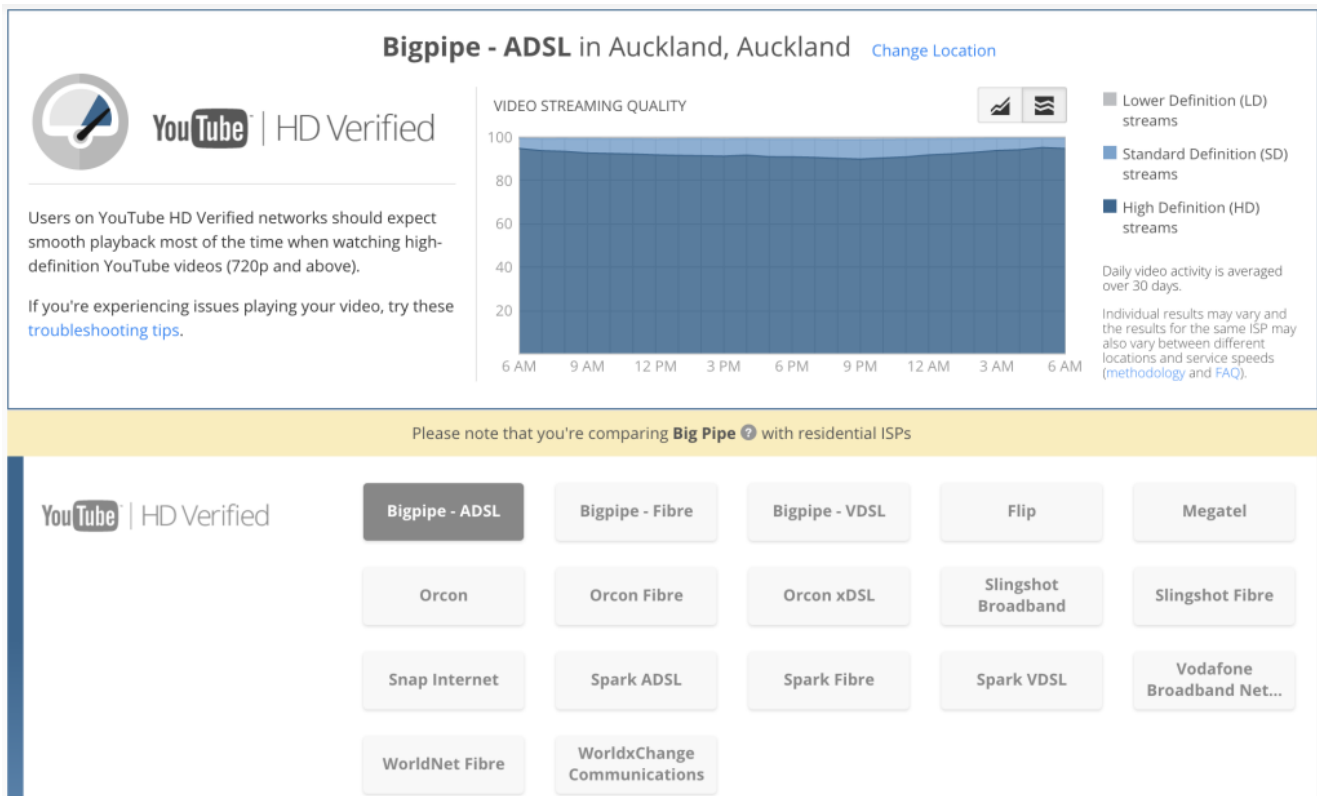 Bigpipe - ADSL in Auckland, Auckland Change Location
YouTube | HD Verified
Users on YouTube HD Verified networks should expect
smooth playback most of the time when watching high-
definition YouTube videos (720p and above).
If you're experiencing issues playing your video, try these
troubleshooting tips.
VIDEO STREAMING QUALITY
100
80
60
40
20
6 AM 9 AM 12 PM 3 PM 6 PM 9 PM 12 AM 3 AM 6 AM
Lower Definition (LD)
streams
Standard Definition (SD)
streams
High Definition (HD)
streams
Daily video activity is averaged
over 30 days.
Individual results may vary and
the results for the same ISP may
also vary between different
locations and service speeds
(methodology and FAQ).
Please note that you're comparing Big Pipe ? with residential ISPs
YouTube | HD Verified
Bigpipe - ADSL
Bigpipe - Fibre
Bigpipe - VDSL
Flip
Megatel
Orcon
Orcon Fibre
Orcon xDSL
Slingshot
Broadband
Slingshot Fibre
Snap Internet
Spark ADSL
Spark Fibre
Spark VDSL
Vodafone
Broadband Net...
WorldNet Fibre
WorldxChange
Communications